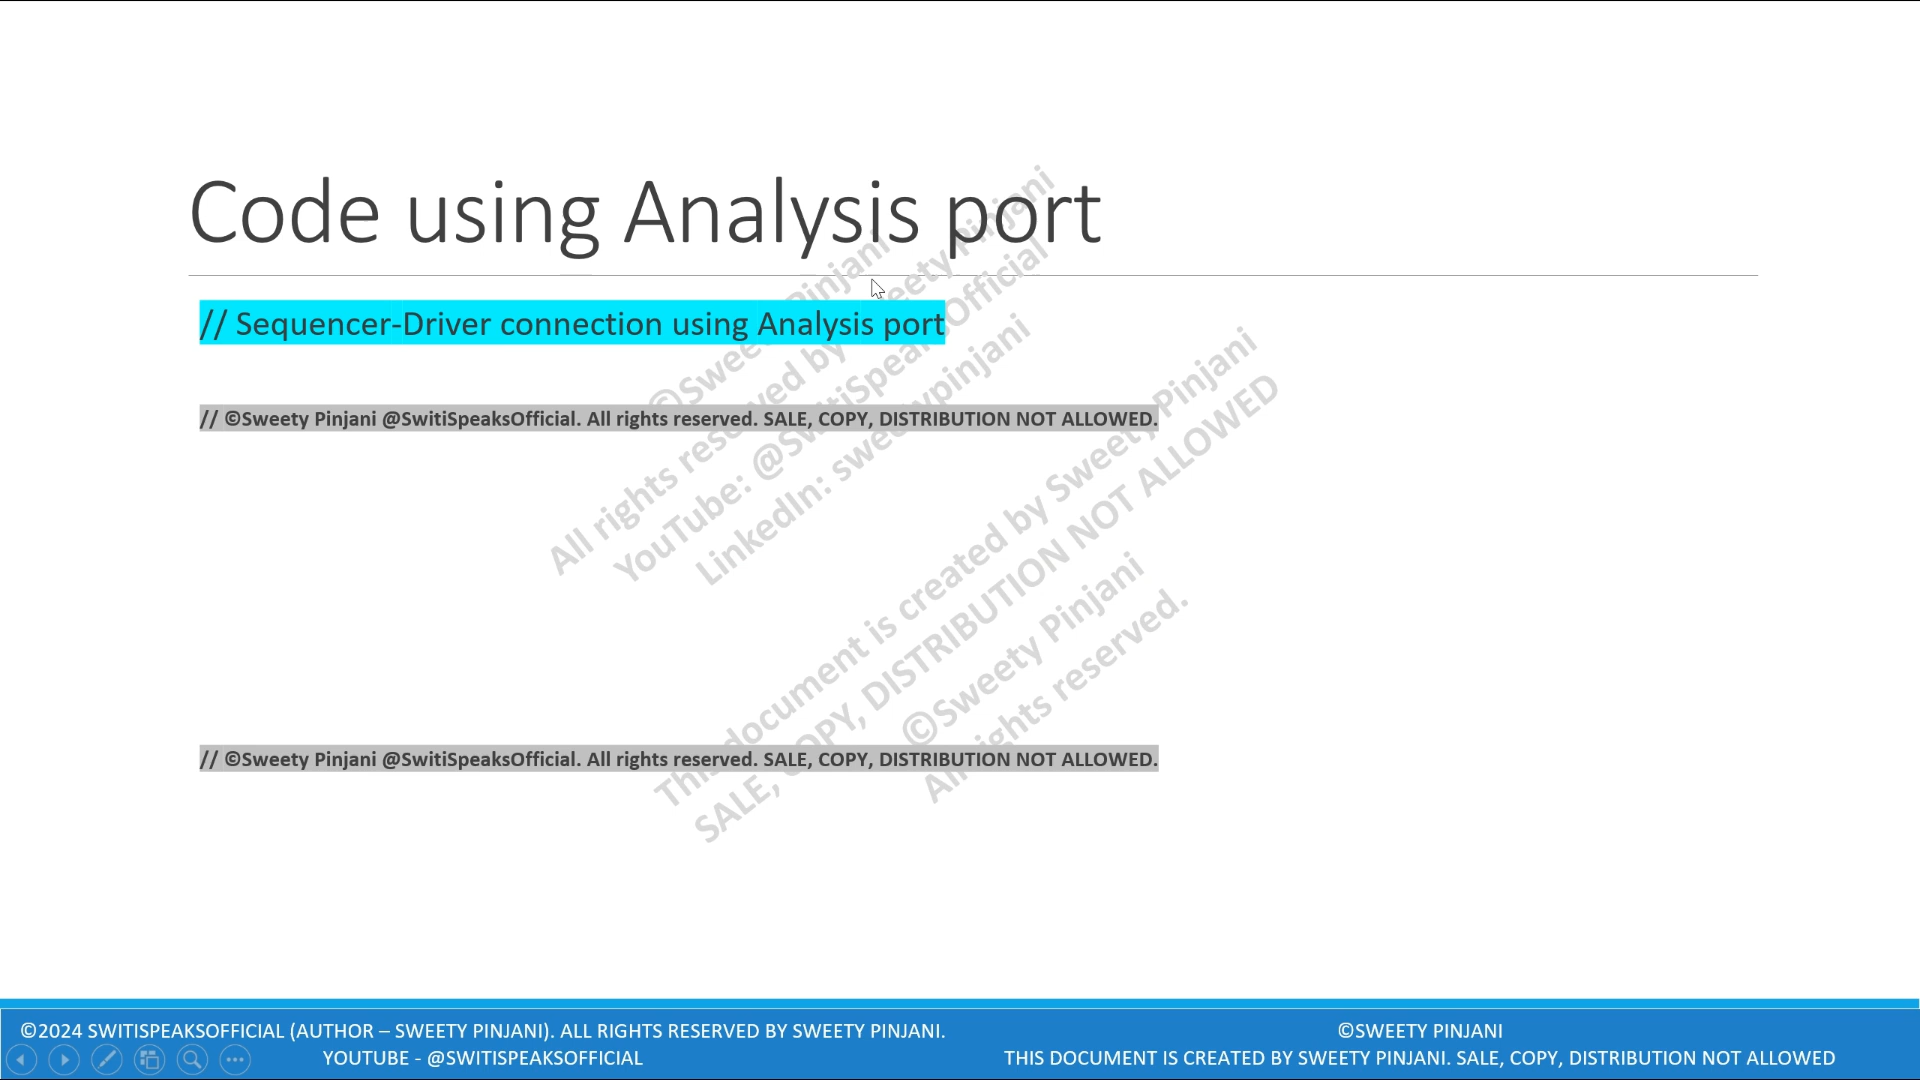 Code using Analysis port
// Sequencer-Driver connection using Analysis port
// ©Sweety Pinjani @SwitiSpeaksOfficial. All rights reserved. SALE, COPY, DISTRIBUTION NOT ALLOWED.
All rights reserved by Sweety Pinjani
YouTube: @SwitiSpeaksOfficial
LinkedIn: sweetypinjani
©Sweety Pinjani
This document is created by Sweety Pinjani
SALE, COPY, DISTRIBUTION NOT ALLOWED
©Sweety Pinjani
All rights reserved.
// ©Sweety Pinjani @SwitiSpeaksOfficial. All rights reserved. SALE, COPY, DISTRIBUTION NOT ALLOWED.
©2024 SWITISPEAKSOFFICIAL (AUTHOR – SWEETY PINJANI). ALL RIGHTS RESERVED BY SWEETY PINJANI.
YOUTUBE - @SWITISPEAKSOFFICIAL
©SWEETY PINJANI
THIS DOCUMENT IS CREATED BY SWEETY PINJANI. SALE, COPY, DISTRIBUTION NOT ALLOWED